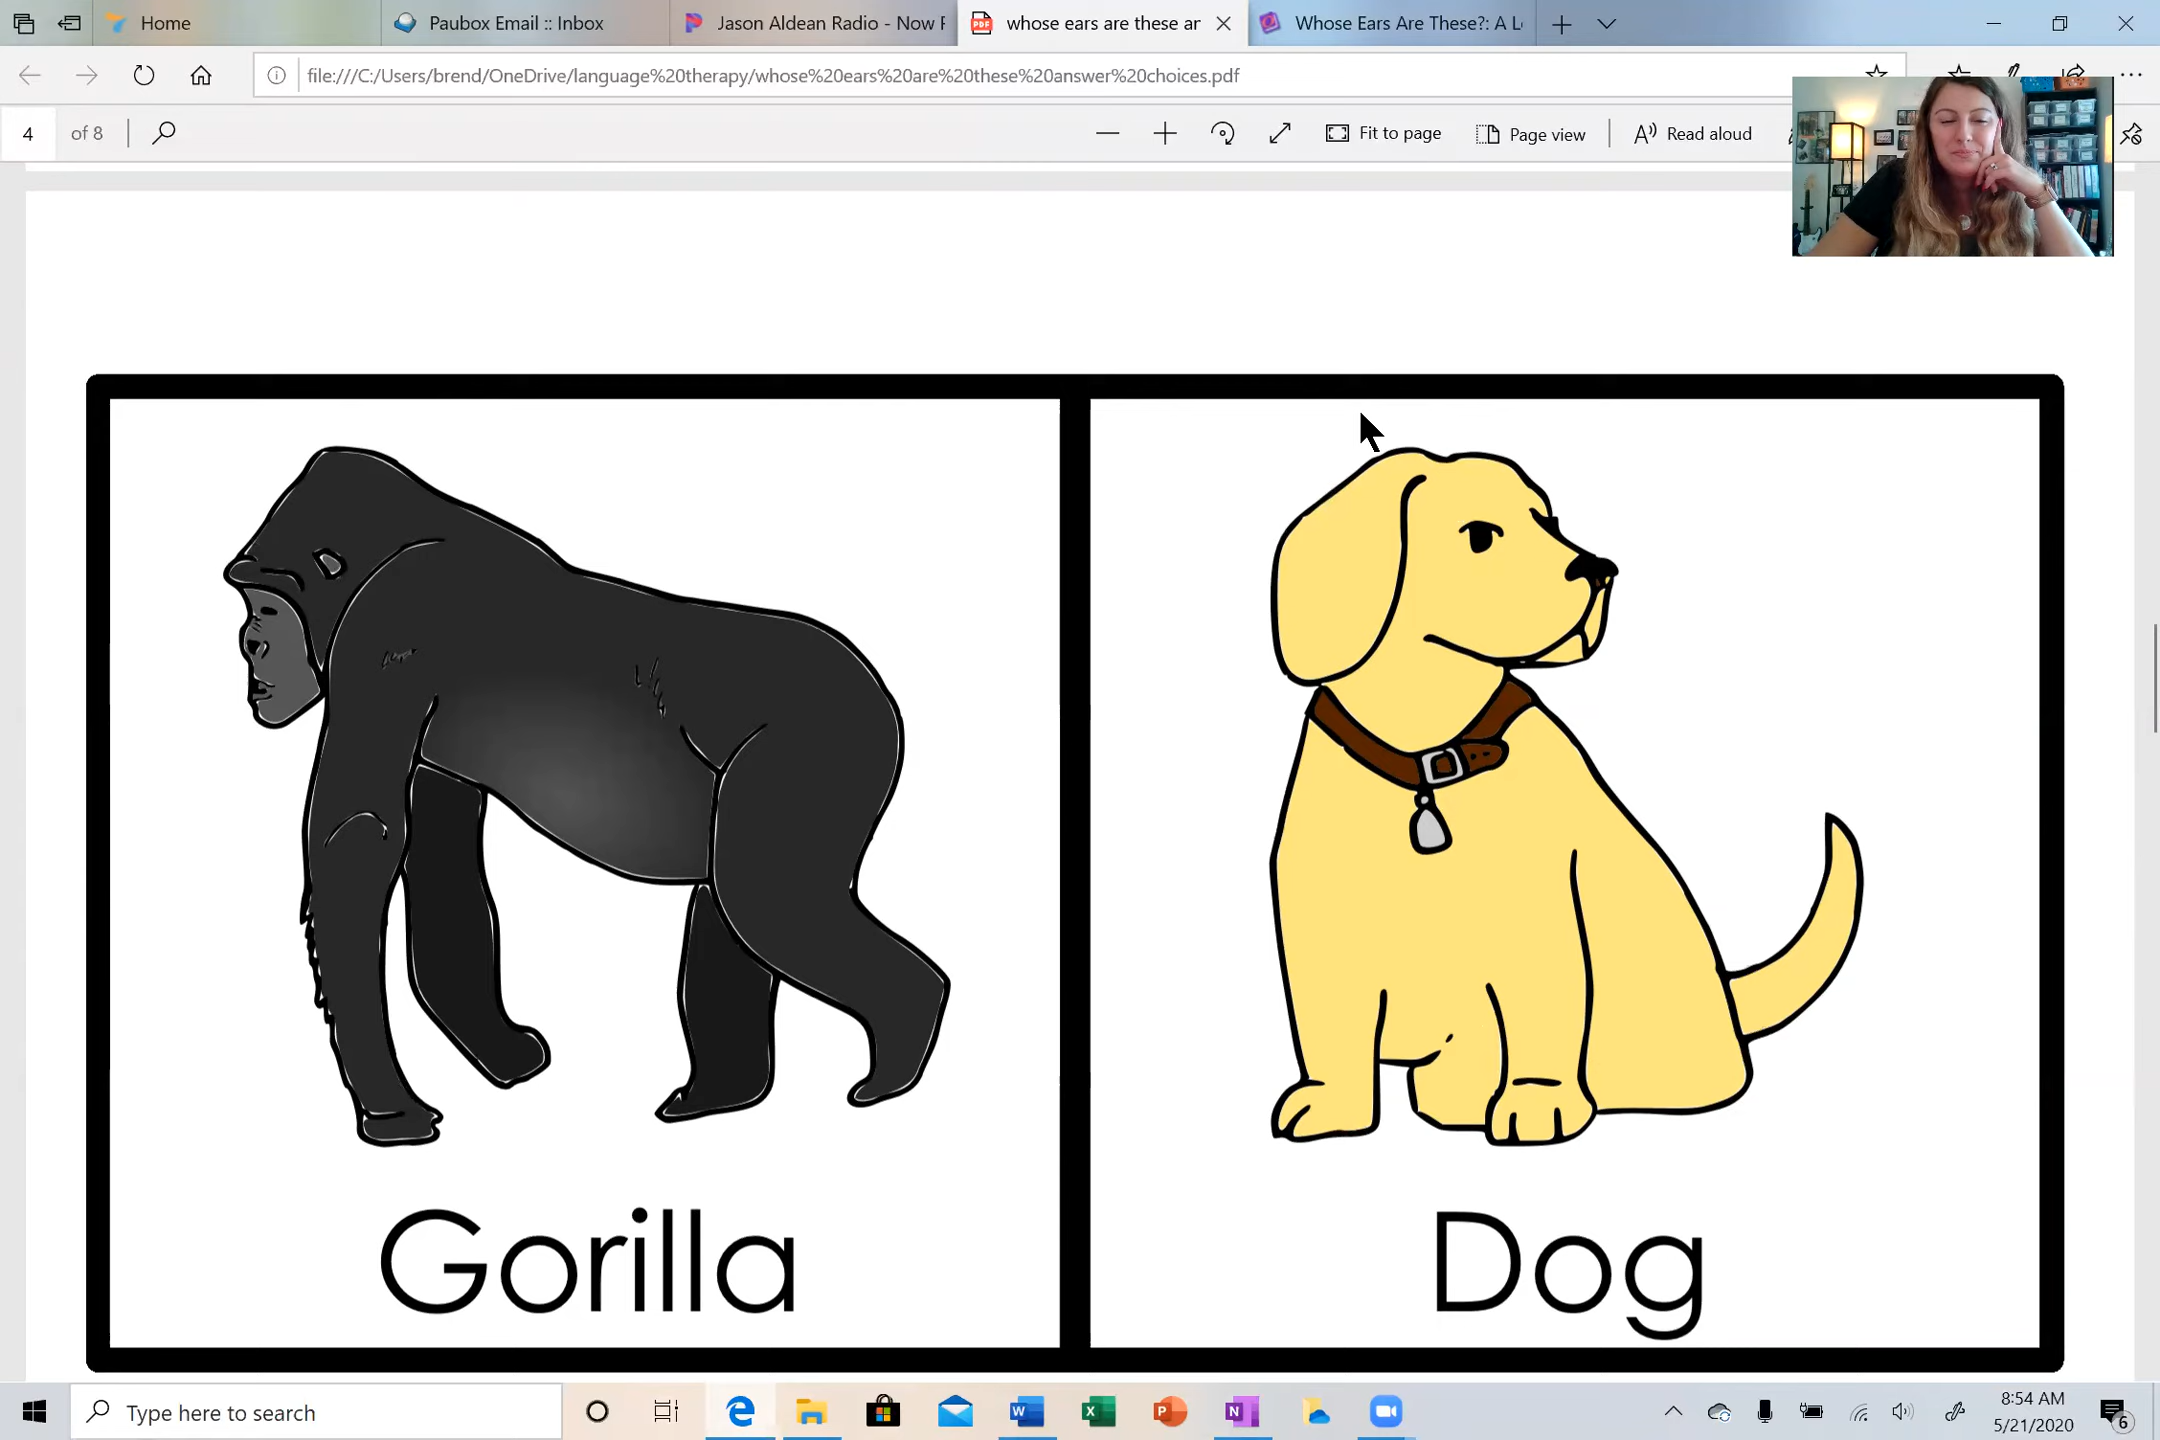 Home
Paubox Email :: Inbox
Jason Aldean Radio - Now F
whose ears are these ar
Whose Ears Are These?: A L
file:///C:/Users/brend/OneDrive/language%20therapy/whose%20ears%20are%20these%20answer%20choices.pdf
4 of 8
Fit to page
Page view
Read aloud
Gorilla
Dog
Type here to search
8:54 AM
5/21/2020
6